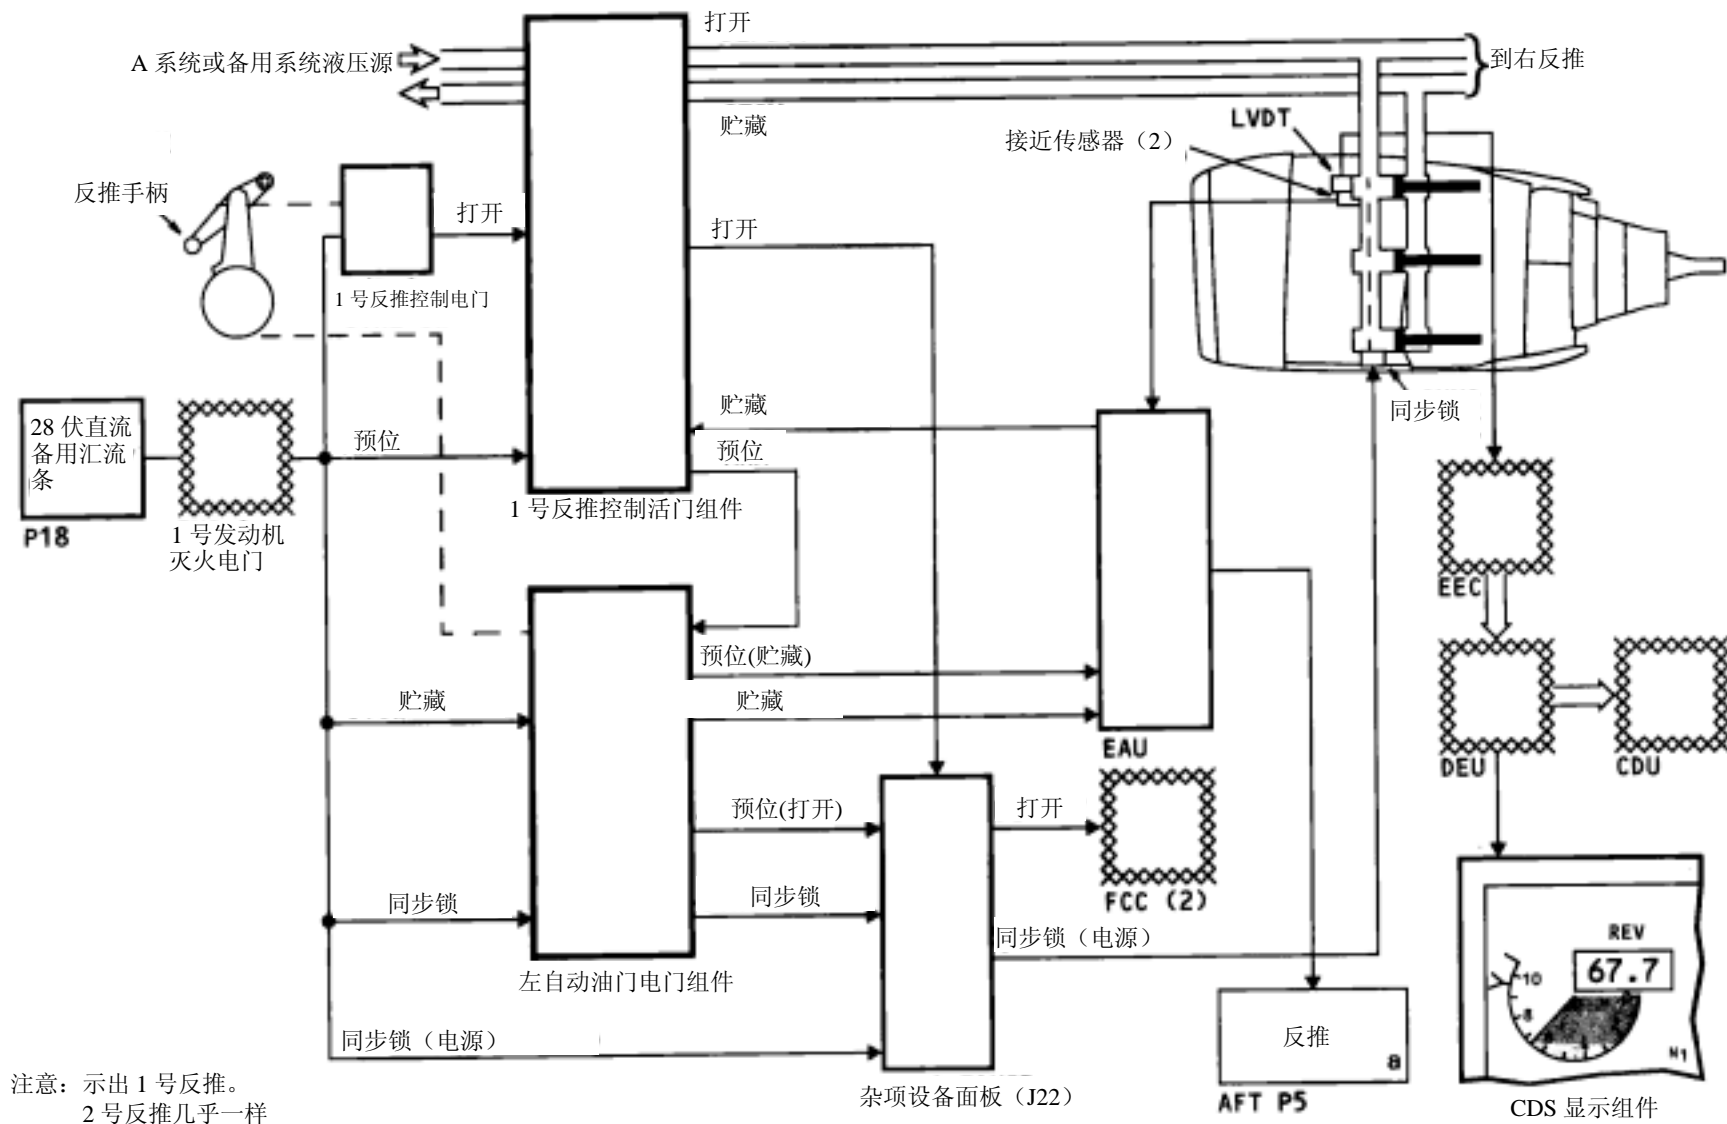 打开
A 系统或备用系统液压源
到右反推
贮藏
LVDT
接近传感器（2）
反推手柄
打开
打开
1 号反推控制电门
贮藏
同步锁
28 伏直流
备用汇流
条
预位
预位
P18
1 号发动机
灭火电门
1 号反推控制活门组件
EEC
预位(贮藏)
贮藏
贮藏
EAU
DEU
CDU
预位(打开)
打开
同步锁
同步锁
FCC (2)
同步锁（电源）
REV
67.7
10
8
N1
左自动油门电门组件
同步锁（电源）
反推
a
注意：示出 1 号反推。
2 号反推几乎一样
杂项设备面板（J22）
AFT P5
CDS 显示组件